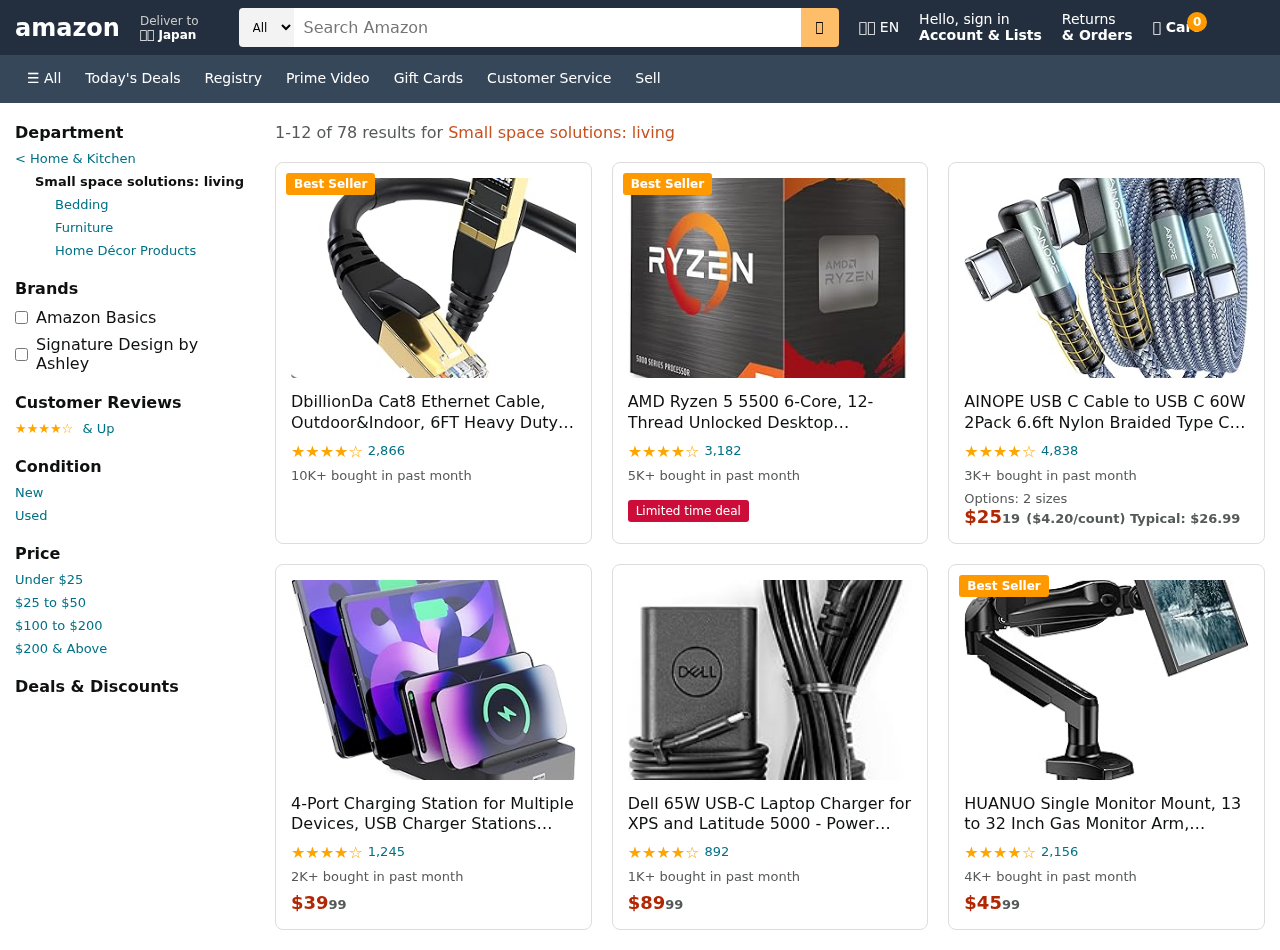 amazon
Deliver to
Japan
All
Search Amazon
EN
Hello, sign in
Account & Lists
Returns
& Orders
0
☰ All
Today's Deals
Registry
Prime Video
Gift Cards
Customer Service
Sell
Department
< Home & Kitchen
Small space solutions: living
Bedding
Furniture
Home Décor Products
Brands
Amazon Basics
Signature Design by
Ashley
Customer Reviews
★★★★☆ & Up
Condition
New
Used
Price
Under $25
$25 to $50
$100 to $200
$200 & Above
Deals & Discounts
1-12 of 78 results for Small space solutions: living
Best Seller
DbillionDa Cat8 Ethernet Cable,
Outdoor&Indoor, 6FT Heavy Duty…
★★★★☆ 2,866
10K+ bought in past month
Best Seller
RYZEN
AMD
RYZEN
5000 SERIES PROCESSOR
AMD Ryzen 5 5500 6-Core, 12-
Thread Unlocked Desktop…
★★★★☆ 3,182
5K+ bought in past month
Limited time deal
AINOPE
AINOPE
AINOPE
AINOPE USB C Cable to USB C 60W
2Pack 6.6ft Nylon Braided Type C…
★★★★☆ 4,838
3K+ bought in past month
Options: 2 sizes
$2519 ($4.20/count) Typical: $26.99
4-Port Charging Station for Multiple
Devices, USB Charger Stations…
★★★★☆ 1,245
2K+ bought in past month
$3999
DELL
Dell 65W USB-C Laptop Charger for
XPS and Latitude 5000 - Power…
★★★★☆ 892
1K+ bought in past month
$8999
Best Seller
HUANUO Single Monitor Mount, 13
to 32 Inch Gas Monitor Arm,…
★★★★☆ 2,156
4K+ bought in past month
$4599